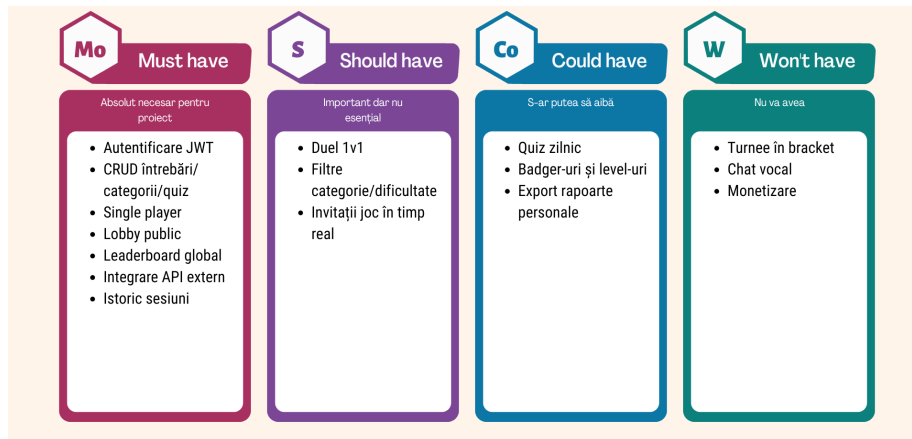 Mo
Must have
Absolut necesar pentru
proiect
Autentificare JWT
CRUD întrebări/
categorii/quiz
Single player
Lobby public
Leaderboard global
Integrare API extern
Istoric sesiuni
S
Should have
Important dar nu
esențial
Duel 1v1
Filtre
categorie/dificultate
Invitații joc în timp
real
Co
Could have
S-ar putea să aibă
Quiz zilnic
Badger-uri și level-uri
Export rapoarte
personale
W
Won't have
Nu va avea
Turnee în bracket
Chat vocal
Monetizare